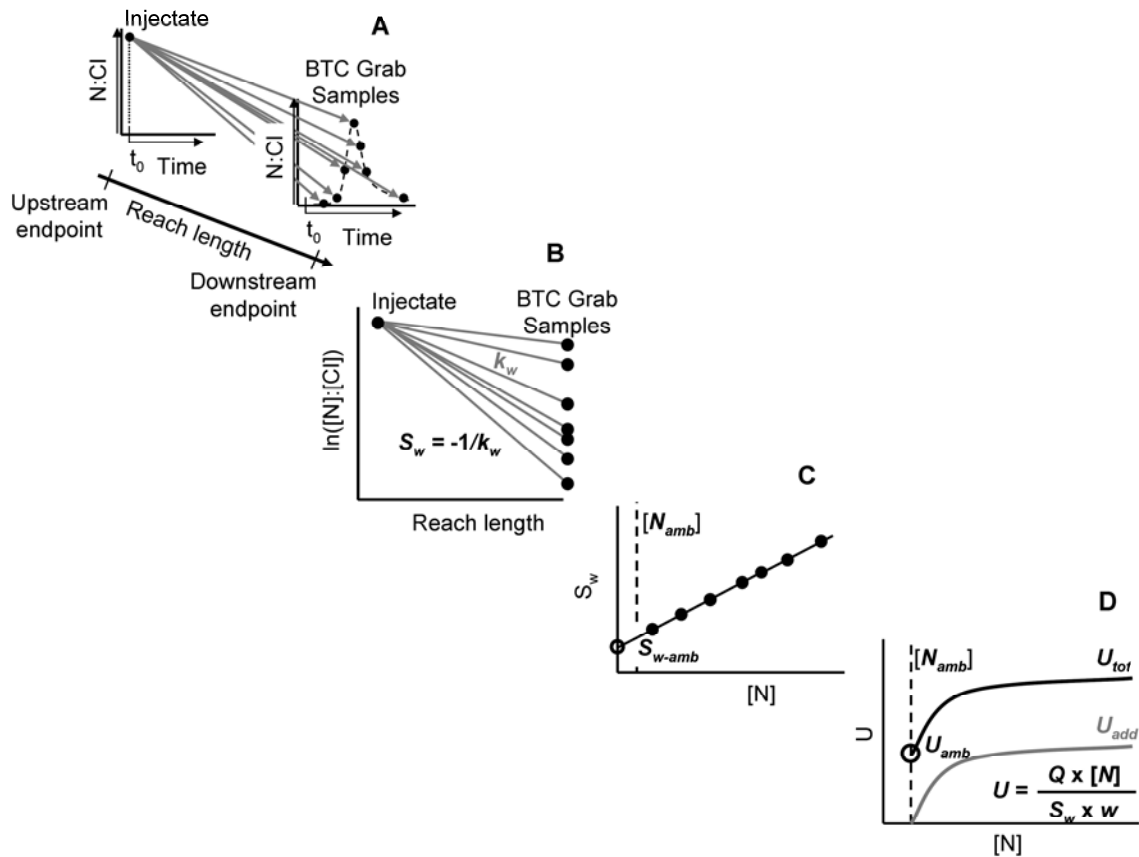 Injectate
A
N:Cl
t0
Time
BTC Grab
Samples
N:Cl
t0
Time
Upstream
endpoint
Reach length
Downstream
endpoint
B
Injectate
BTC Grab
Samples
ln([N]:[Cl])
kw
Sw = -1/kw
Reach length
C
[Namb]
Sw
Sw-amb
[N]
D
[Namb]
Utot
U
Uamb
Uadd
U = Q x [N]
Sw x w
[N]